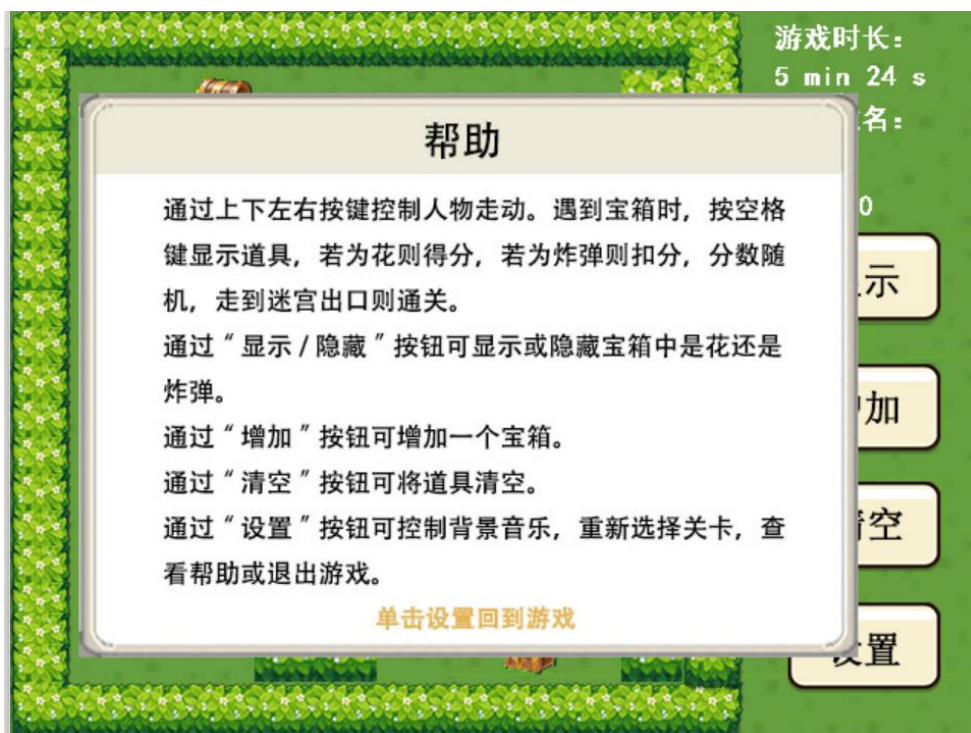 游戏时长:
5 min 24 s
名:
0
帮助
通过上下左右按键控制人物走动。遇到宝箱时，按空格
键显示道具，若为花则得分，若为炸弹则扣分，分数随
机，走到迷宫出口则通关。
通过“显示/隐藏”按钮可显示或隐藏宝箱中是花还是
炸弹。
通过“增加”按钮可增加一个宝箱。
通过“清空”按钮可将道具清空。
通过“设置”按钮可控制背景音乐，重新选择关卡，查
看帮助或退出游戏。
单击设置回到游戏
示
加
空
置